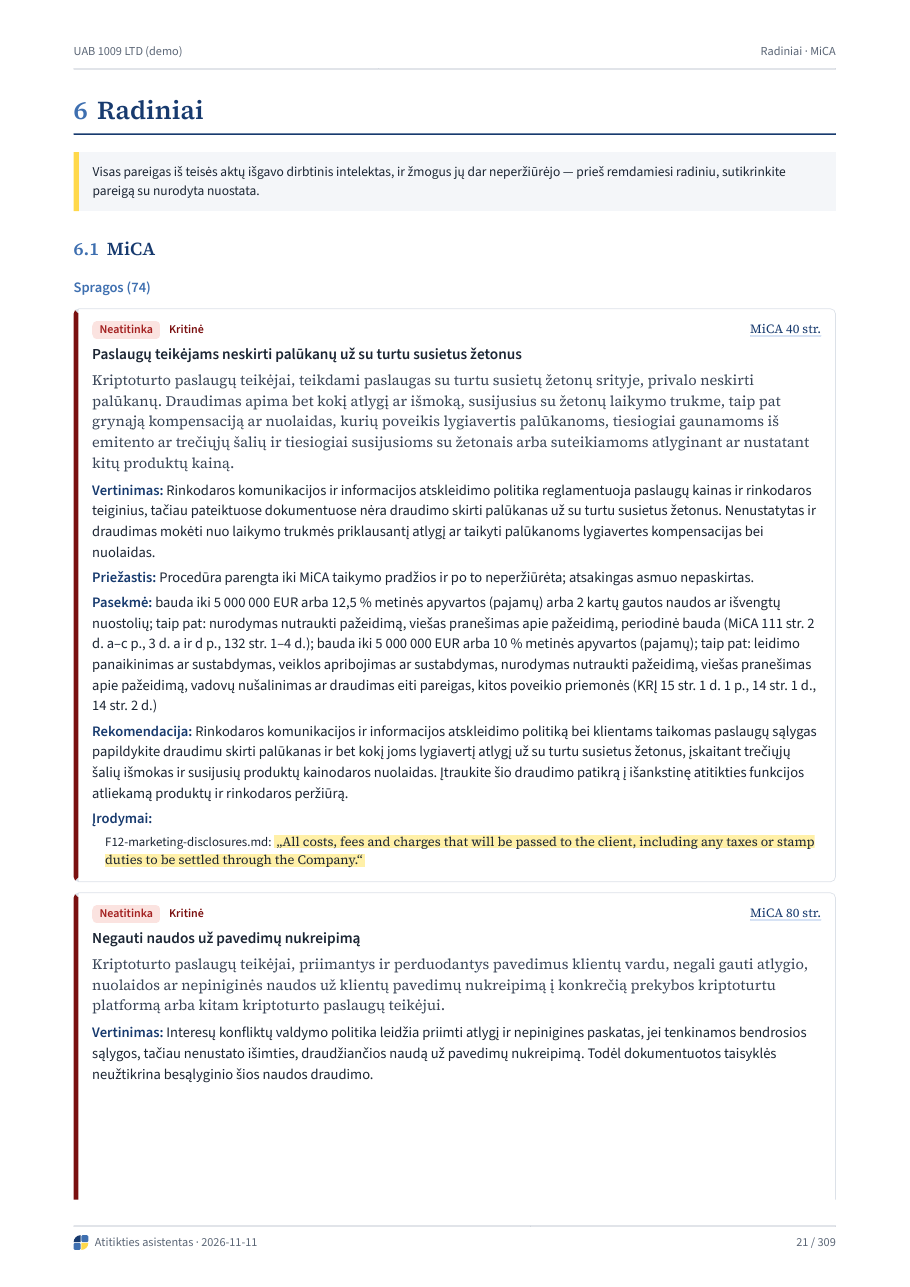 UAB 1009 LTD (demo)
Radiniai · MiCA
6 Radiniai
Visas pareigas iš teisės aktų išgavo dirbtinis intelektas, ir žmogus jų dar neperžiūrėjo — prieš remdamiesi radiniu, sutikrinkite
pareigą su nurodyta nuostata.
6.1 MiCA
Spragos (74)
Neatitinka Kritinė
MiCA 40 str.
Paslaugų teikėjams neskirti palūkanų už su turtu susietus žetonus
Kriptoturto paslaugų teikėjai, teikdami paslaugas su turtu susietų žetonų srityje, privalo neskirti
palūkanų. Draudimas apima bet kokį atlygį ar išmoką, susijusius su žetonų laikymo trukme, taip pat
grynąją kompensaciją ar nuolaidas, kurių poveikis lygiavertis palūkanoms, tiesiogiai gaunamoms iš
emitento ar trečiųjų šalių ir tiesiogiai susijusioms su žetonais arba suteikiamoms atlyginant ar nustatant
kitų produktų kainą.
Vertinimas: Rinkodaros komunikacijos ir informacijos atskleidimo politika reglamentuoja paslaugų kainas ir rinkodaros
teiginius, tačiau pateiktuose dokumentuose nėra draudimo skirti palūkanas už su turtu susietus žetonus. Nenustatytas ir
draudimas mokėti nuo laikymo trukmės priklausantį atlygį ar taikyti palūkanoms lygiavertes kompensacijas bei
nuolaidas.
Priežastis: Procedūra parengta iki MiCA taikymo pradžios ir po to neperžiūrėta; atsakingas asmuo nepaskirtas.
Pasekmė: bauda iki 5 000 000 EUR arba 12,5 % metinės apyvartos (pajamų) arba 2 kartų gautos naudos ar išvengtų
nuostolių; taip pat: nurodymas nutraukti pažeidimą, viešas pranešimas apie pažeidimą, periodinė bauda (MiCA 111 str. 2
d. a–c p., 3 d. a ir d p., 132 str. 1–4 d.); bauda iki 5 000 000 EUR arba 10 % metinės apyvartos (pajamų); taip pat: leidimo
panaikinimas ar sustabdymas, veiklos apribojimas ar sustabdymas, nurodymas nutraukti pažeidimą, viešas pranešimas
apie pažeidimą, vadovų nušalinimas ar draudimas eiti pareigas, kitos poveikio priemonės (KRĮ 15 str. 1 d. 1 p., 14 str. 1 d.,
14 str. 2 d.)
Rekomendacija: Rinkodaros komunikacijos ir informacijos atskleidimo politiką bei klientams taikomas paslaugų sąlygas
papildykite draudimu skirti palūkanas ir bet kokį joms lygiavertį atlygį už su turtu susietus žetonus, įskaitant trečiųjų
šalių išmokas ir susijusių produktų kainodaros nuolaidas. Įtraukite šio draudimo patikrą į išankstinę atitikties funkcijos
atliekamą produktų ir rinkodaros peržiūrą.
Įrodymai:
F12-marketing-disclosures.md: „All costs, fees and charges that will be passed to the client, including any taxes or stamp
duties to be settled through the Company.“
Neatitinka Kritinė
MiCA 80 str.
Negauti naudos už pavedimų nukreipimą
Kriptoturto paslaugų teikėjai, priimantys ir perduodantys pavedimus klientų vardu, negali gauti atlygio,
nuolaidos ar nepiniginės naudos už klientų pavedimų nukreipimą į konkrečią prekybos kriptoturtu
platformą arba kitam kriptoturto paslaugų teikėjui.
Vertinimas: Interesų konfliktų valdymo politika leidžia priimti atlygį ir nepinigines paskatas, jei tenkinamos bendrosios
sąlygos, tačiau nenustato išimties, draudžiančios naudą už pavedimų nukreipimą. Todėl dokumentuotos taisyklės
neužtikrina besąlyginio šios naudos draudimo.
Atitikties asistentas · 2026-11-11
21 / 309